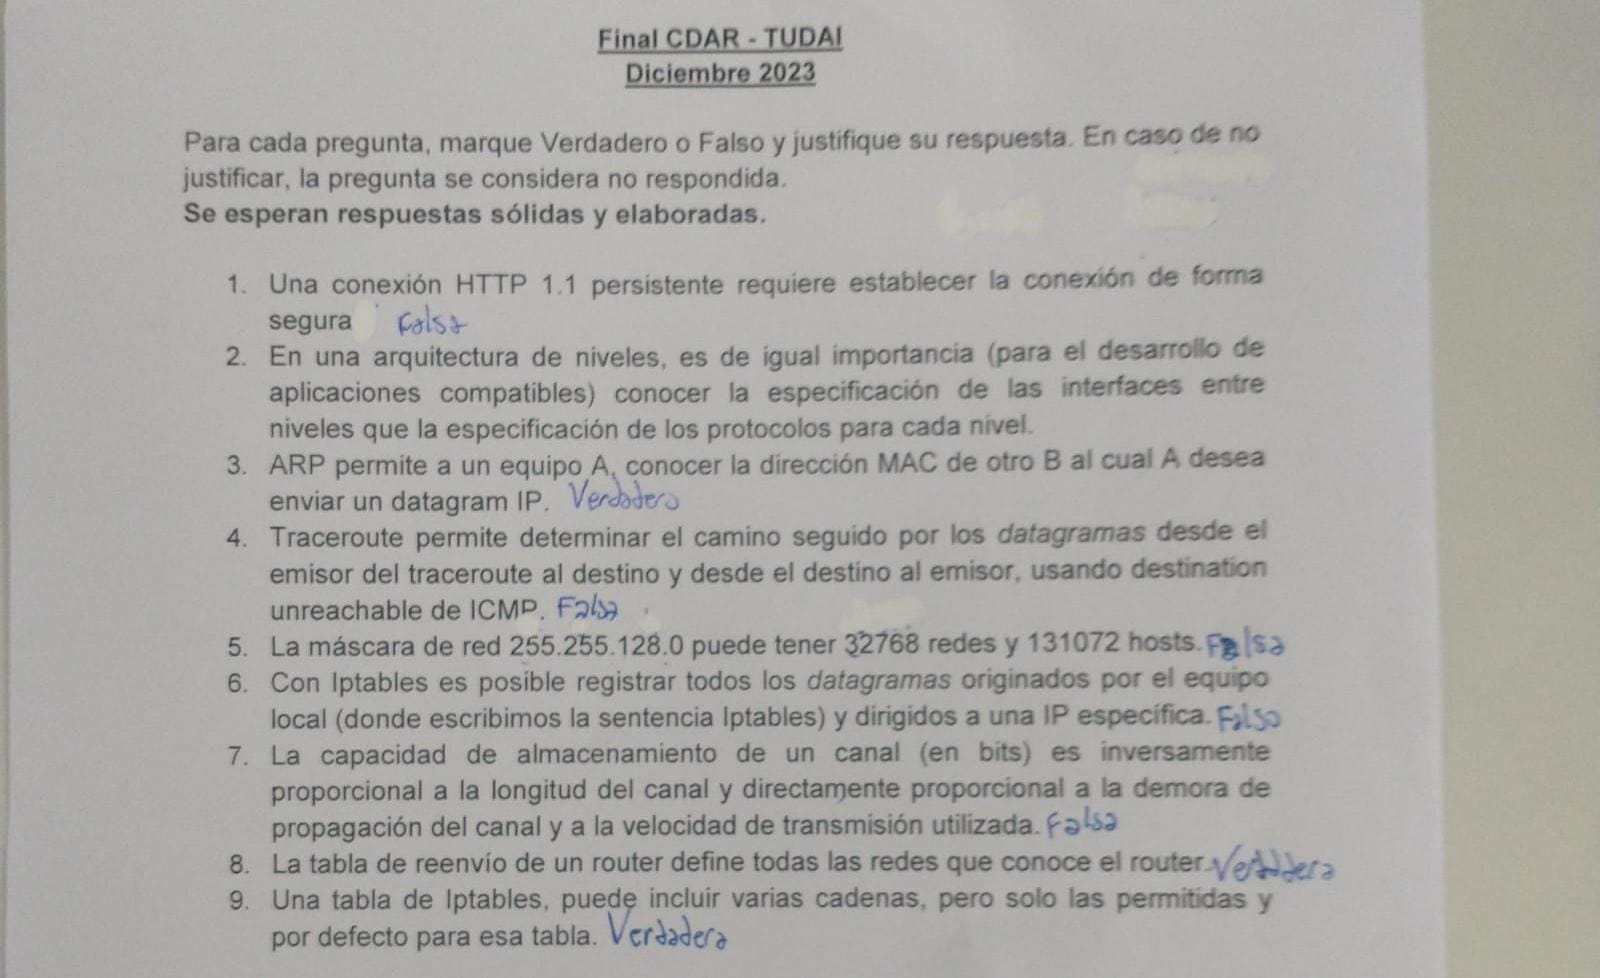 Final CDAR - TUDAI
Diciembre 2023
Para cada pregunta, marque Verdadero o Falso y justifique su respuesta. En caso de no
justificar, la pregunta se considera no respondida.
Se esperan respuestas sólidas y elaboradas.
1. Una conexión HTTP 1.1 persistente requiere establecer la conexión de forma
segura Falsa
2. En una arquitectura de niveles, es de igual importancia (para el desarrollo de
aplicaciones compatibles) conocer la especificación de las interfaces entre
niveles que la especificación de los protocolos para cada nivel.
3. ARP permite a un equipo A, conocer la dirección MAC de otro B al cual A desea
enviar un datagram IP. Verdadero
4. Traceroute permite determinar el camino seguido por los datagramas desde el
emisor del traceroute al destino y desde el destino al emisor, usando destination
unreachable de ICMP. Falsa
5. La máscara de red 255.255.128.0 puede tener 32768 redes y 131072 hosts. Falsa
6. Con Iptables es posible registrar todos los datagramas originados por el equipo
local (donde escribimos la sentencia Iptables) y dirigidos a una IP específica. Falso
7. La capacidad de almacenamiento de un canal (en bits) es inversamente
proporcional a la longitud del canal y directamente proporcional a la demora de
propagación del canal y a la velocidad de transmisión utilizada. Falsa
8. La tabla de reenvío de un router define todas las redes que conoce el router. Verdadera
9. Una tabla de Iptables, puede incluir varias cadenas, pero solo las permitidas y
por defecto para esa tabla. Verdadera